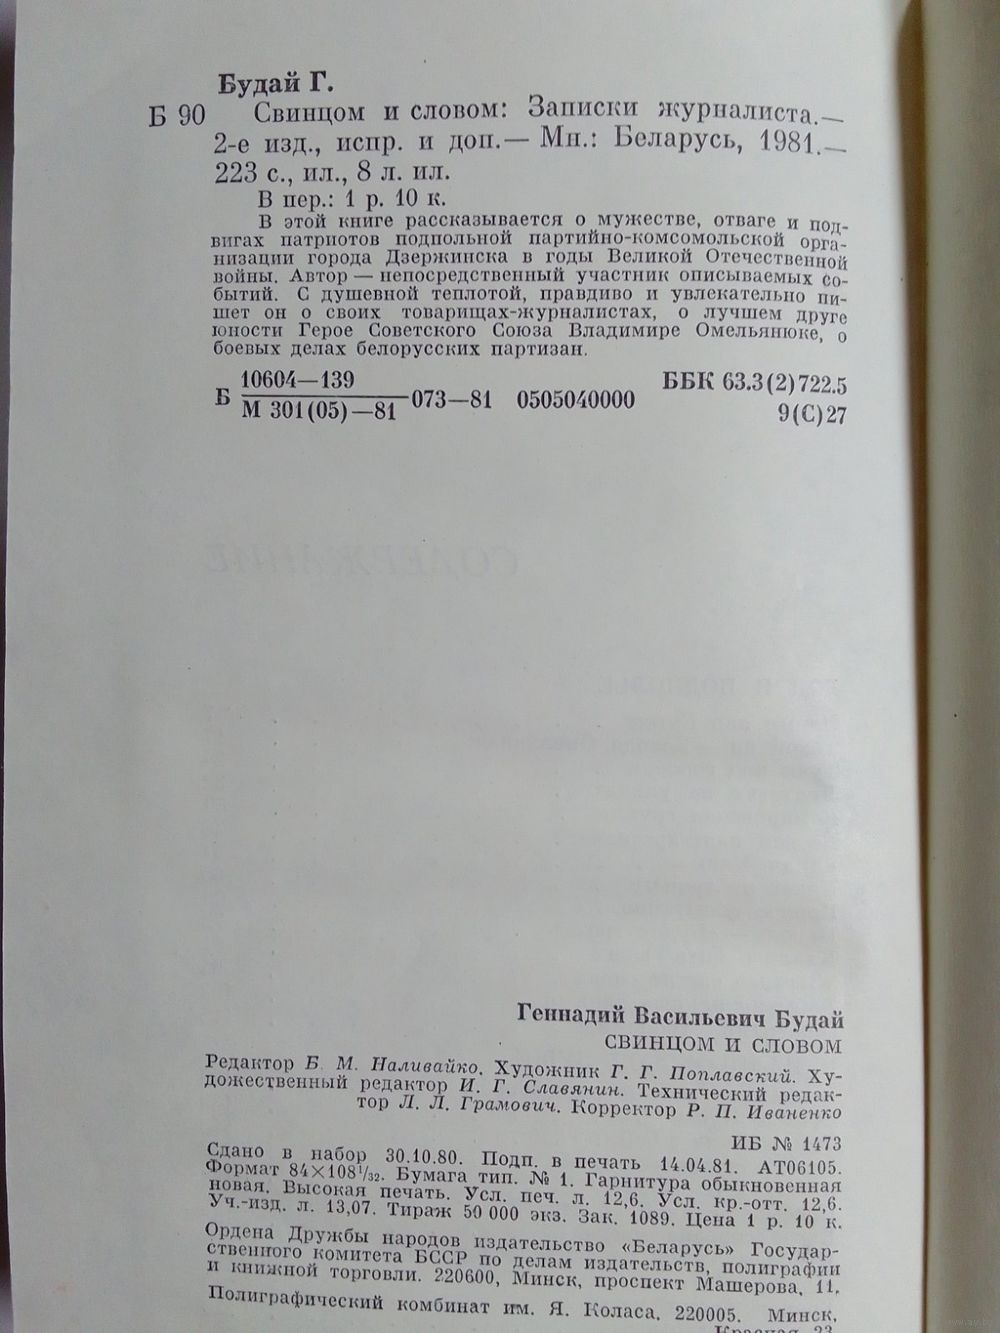 Будай Г.
Б 90 Свинцом и словом: Записки журналиста.—
2-е изд., испр. и доп.— Мн.: Беларусь, 1981.—
223 с., ил., 8 л. ил.
В пер.: 1 р. 10 к.
В этой книге рассказывается о мужестве, отваге и под-
вигах патриотов подпольной партийно-комсомольской орга-
низации города Дзержинска в годы Великой Отечественной
войны. Автор — непосредственный участник описываемых со-
бытий. С душевной теплотой, правдиво и увлекательно пи-
шет он о своих товарищах-журналистах, о лучшем друге
юности Герое Советского Союза Владимире Омельянюке, о
боевых делах белорусских партизан.
10604—139
Б М 301(05)—81 073—81 0505040000
ББК 63.3(2)722.5
9(С)27
СОДЕРЖАНИЕ
Геннадий Васильевич Будай
СВИНЦОМ И СЛОВОМ
Редактор Б. М. Наливайко. Художник Г. Г. Поплавский. Ху-
дожественный редактор И. Г. Славянин. Технический редак-
тор Л. Л. Грамович. Корректор Р. П. Иваненко
ИБ № 1473
Сдано в набор 30.10.80. Подп. в печать 14.04.81. АТ06105.
Формат 84×108¹/₃₂. Бумага тип. № 1. Гарнитура обыкновенная
новая. Высокая печать. Усл. печ. л. 12,6. Усл. кр.-отт. 12,6.
Уч.-изд. л. 13,07. Тираж 50 000 экз. Зак. 1089. Цена 1 р. 10 к.
Ордена Дружбы народов издательство «Беларусь» Государ-
ственного комитета БССР по делам издательств, полиграфии
и книжной торговли. 220600, Минск, проспект Машерова, 11.
Полиграфический комбинат им. Я. Коласа. 220005. Минск,
Красная 23.